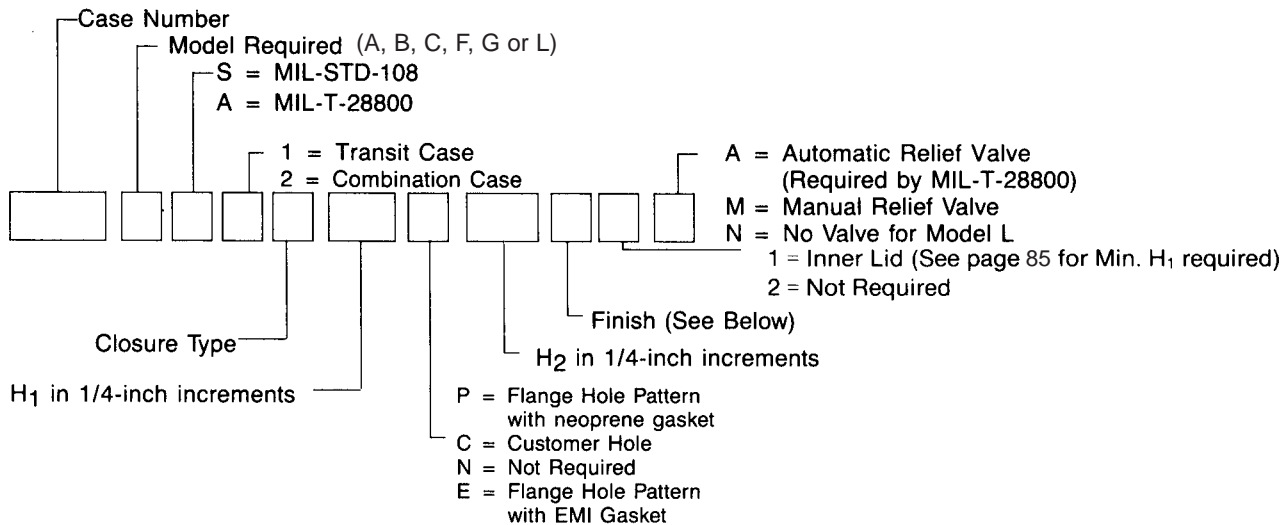 Case Number
Model Required (A, B, C, F, G or L)
S = MIL-STD-108
A = MIL-T-28800
1 = Transit Case
2 = Combination Case
A = Automatic Relief Valve
(Required by MIL-T-28800)
M = Manual Relief Valve
N = No Valve for Model L
1 = Inner Lid (See page 85 for Min. H1 required)
2 = Not Required
Finish (See Below)
Closure Type
H2 in 1/4-inch increments
H1 in 1/4-inch increments
P = Flange Hole Pattern
with neoprene gasket
C = Customer Hole
N = Not Required
E = Flange Hole Pattern
with EMI Gasket